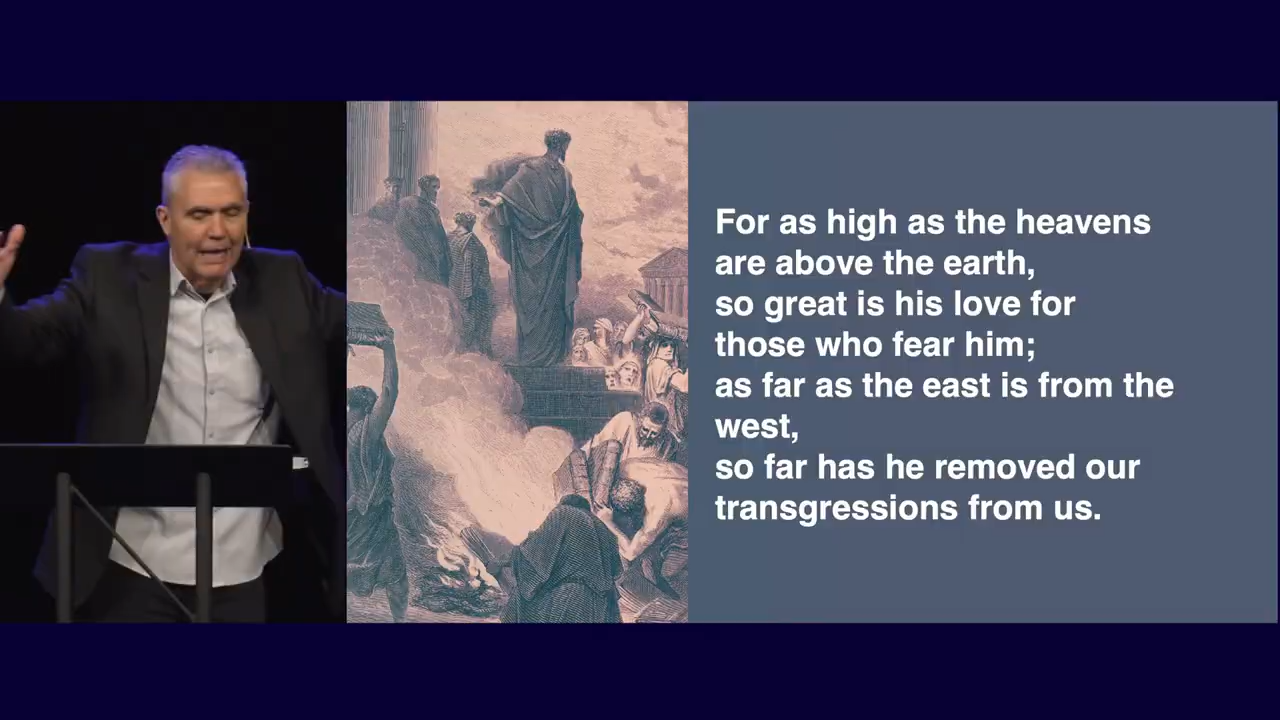 For as high as the heavens
are above the earth,
so great is his love for
those who fear him;
as far as the east is from the
west,
so far has he removed our
transgressions from us.